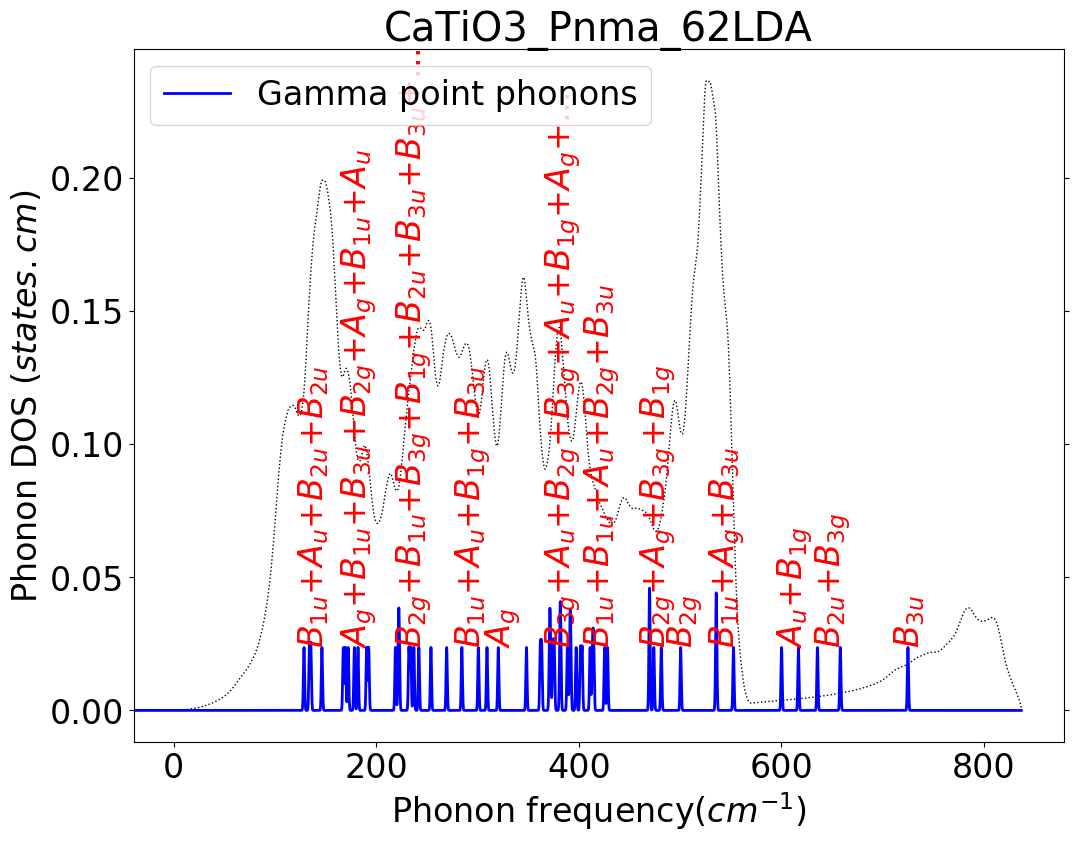 CaTiO3_Pnma_62LDA
Gamma point phonons
Phonon DOS (states.cm)
0.20
0.15
0.10
0.05
0.00
B1u+Au+B2u+B2u
Ag+B1u+B3u+B2g+Ag+B1u+Au
B2g+B1u+B3g+B1g+B2u+B3u+B3u+...
B1u+Au+B1g+B3u
Ag
B3g+Au+B2g+B3g+Au+B1g+Ag+...
B1u+B1u+Au+B2g+B3u
B2g+Ag+B3g+B1g
B2g
B1u+Ag+B3u
Au+B1g
B2u+B3g
B3u
0 200 400 600 800
Phonon frequency(cm−1)